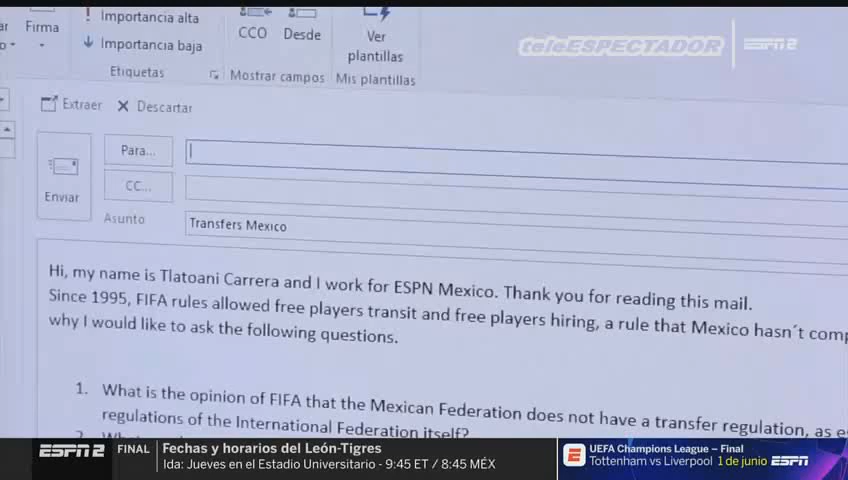 Firma
! Importancia alta
Importancia baja
Etiquetas
CCO
Desde
Mostrar campos
Ver
plantillas
Mis plantillas
teleESPECTADOR
ESPN 2
Extraer
Descartar
Enviar
Para...
CC...
Asunto
Transfers Mexico
Hi, my name is Tlatoani Carrera and I work for ESPN Mexico. Thank you for reading this mail.
Since 1995, FIFA rules allowed free players transit and free players hiring, a rule that Mexico hasn´t comp
why I would like to ask the following questions.
1. What is the opinion of FIFA that the Mexican Federation does not have a transfer regulation, as
regulations of the International Federation itself?
2.
ESPN 2
FINAL
Fechas y horarios del León-Tigres
Ida: Jueves en el Estadio Universitario - 9:45 ET / 8:45 MÉX
E
UEFA Champions League – Final
Tottenham vs Liverpool 1 de junio ESPN